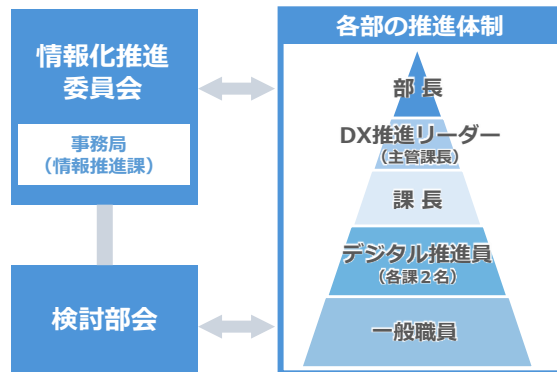 情報化推進
委員会
事務局
（情報推進課）
検討部会
各部の推進体制
部 長
DX推進リーダー
（主管課長）
課 長
デジタル推進員
（各課２名）
一般職員